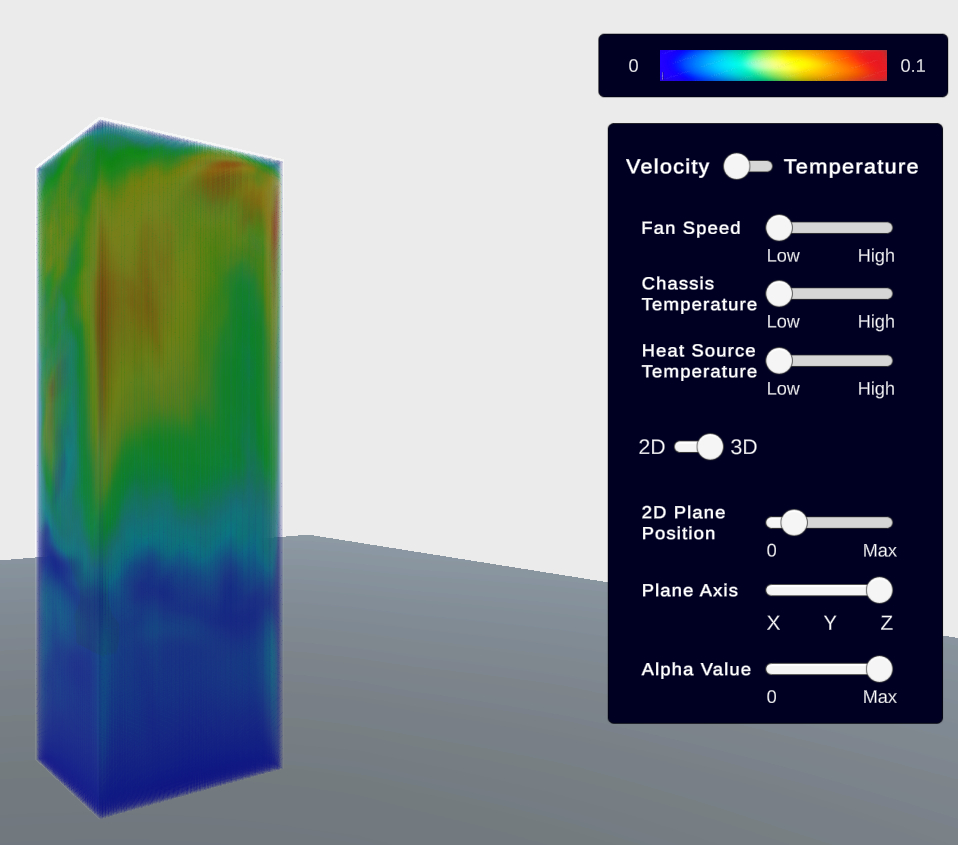 0 0.1
Velocity Temperature
Fan Speed
Low High
Chassis
Temperature
Low High
Heat Source
Temperature
Low High
2D 3D
2D Plane
Position
0 Max
Plane Axis
X Y Z
Alpha Value
0 Max